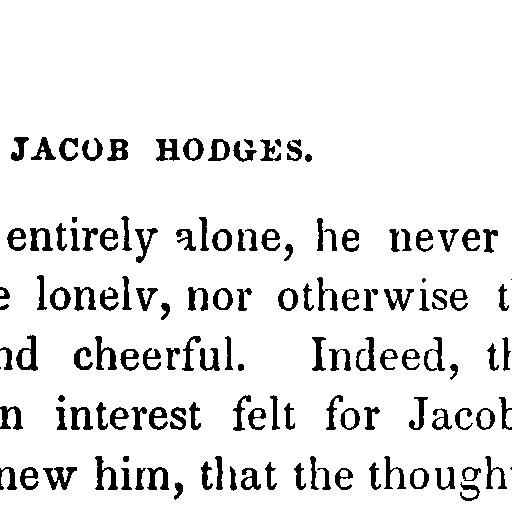 JACOB HODGES.
entirely alone, he never
e lonely, nor otherwise t
nd cheerful. Indeed, th
n interest felt for Jacob
new him, that the though